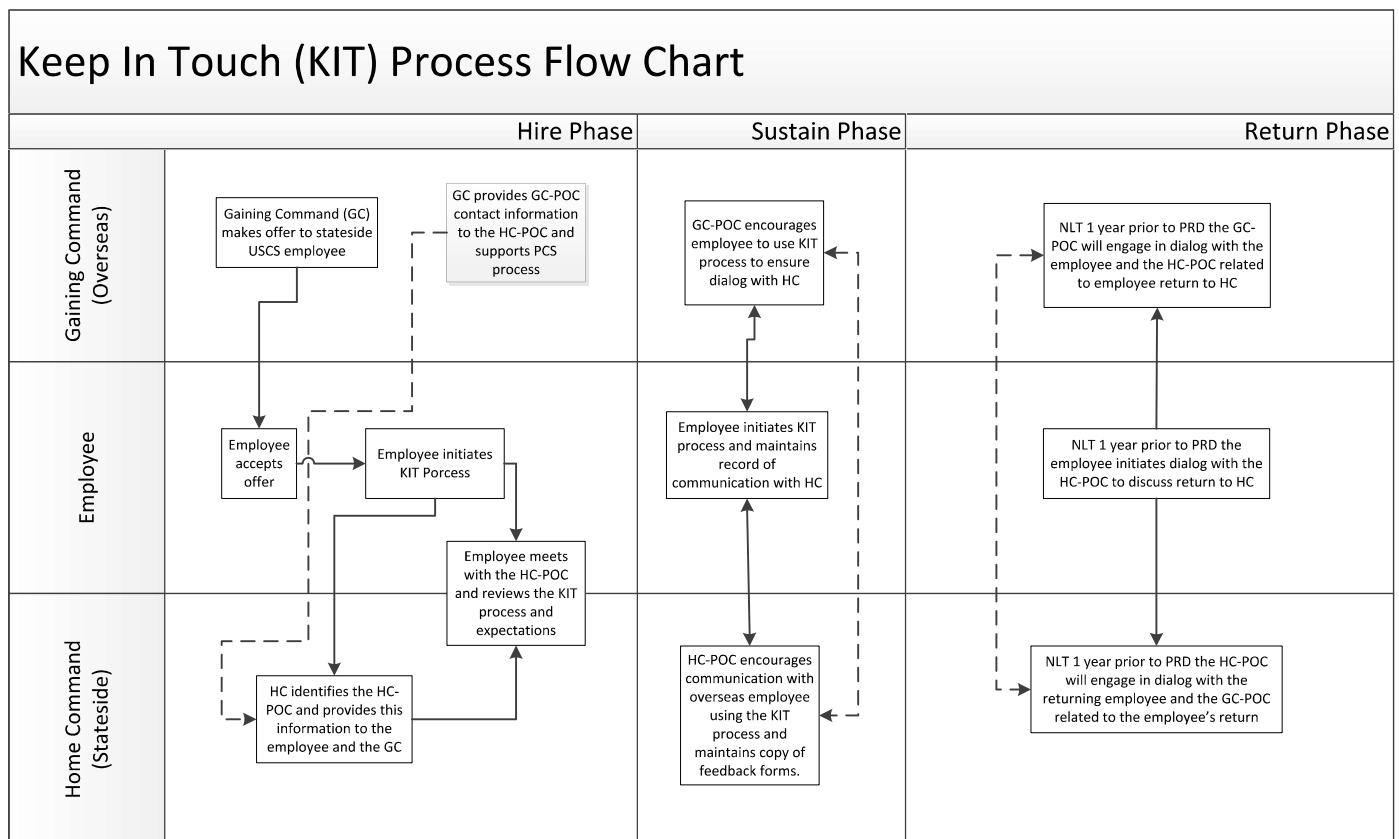 Keep In Touch (KIT) Process Flow Chart
Hire Phase
Sustain Phase
Return Phase
Gaining Command
(Overseas)
Gaining Command (GC)
makes offer to stateside
USCS employee
GC provides GC-POC
contact information
to the HC-POC and
supports PCS
process
GC-POC encourages
employee to use KIT
process to ensure
dialog with HC
NLT 1 year prior to PRD the GC-
POC will engage in dialog with the
employee and the HC-POC related
to employee return to HC
Employee
Employee
accepts
offer
Employee initiates
KIT Porcess
Employee meets
with the HC-POC
and reviews the KIT
process and
expectations
Employee initiates KIT
process and maintains
record of
communication with HC
NLT 1 year prior to PRD the
employee initiates dialog with the
HC-POC to discuss return to HC
Home Command
(Stateside)
HC identifies the HC-
POC and provides this
information to the
employee and the GC
HC-POC encourages
communication with
overseas employee
using the KIT
process and
maintains copy of
feedback forms.
NLT 1 year prior to PRD the HC-POC
will engage in dialog with the
returning employee and the GC-POC
related to the employee's return